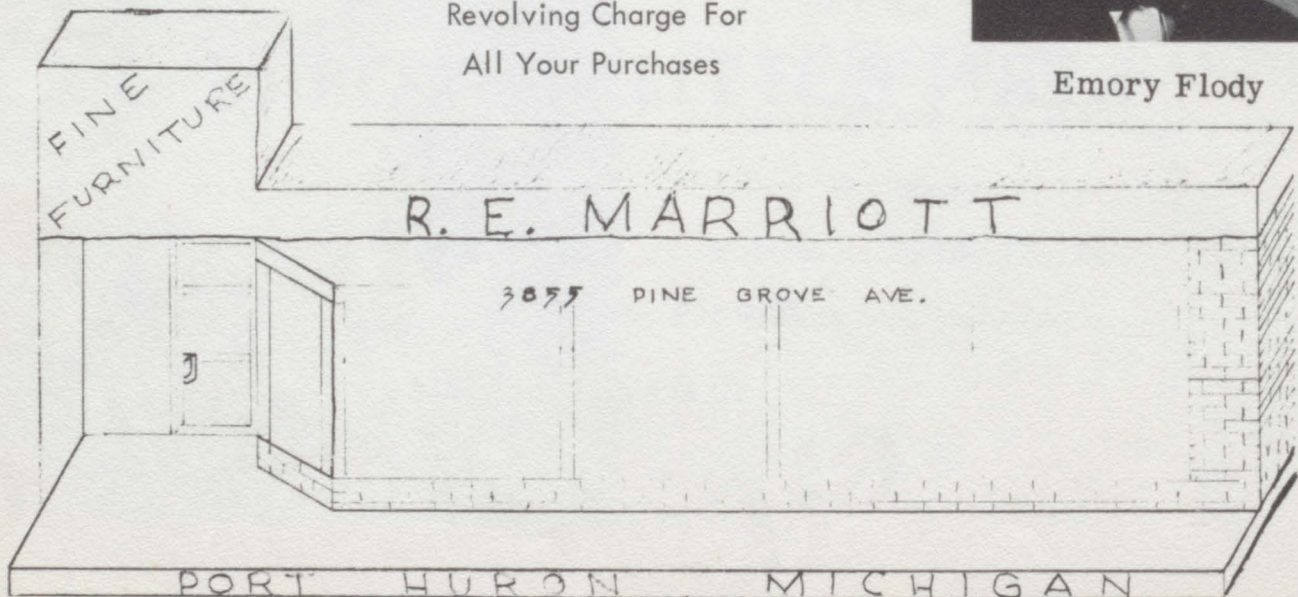 Revolving Charge For
All Your Purchases
Emory Flody
FINE
FURNITURE
R. E. MARRIOTT
3855 PINE GROVE AVE.
PORT HURON MICHIGAN